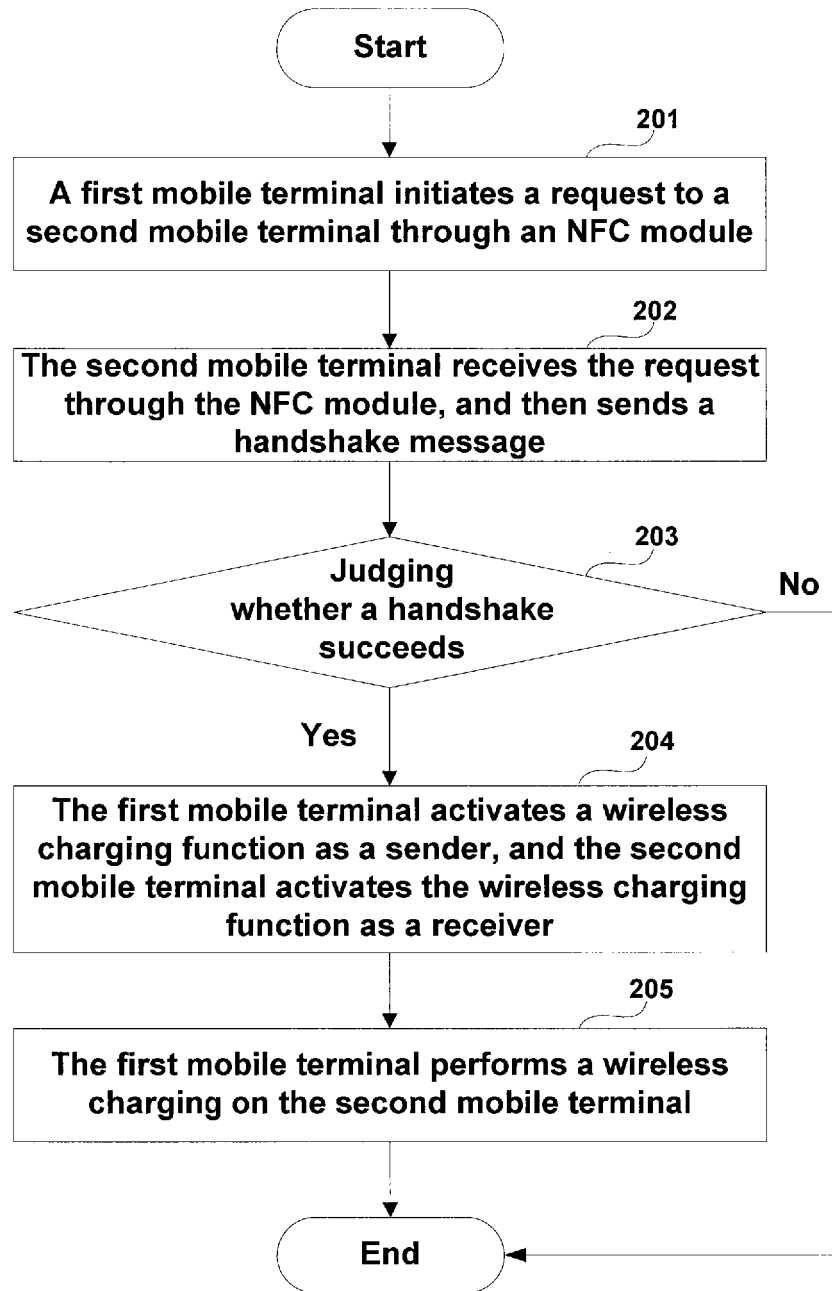 Start
201
A first mobile terminal initiates a request to a
second mobile terminal through an NFC module
202
The second mobile terminal receives the request
through the NFC module, and then sends a
handshake message
203
Judging
whether a handshake
succeeds
No
Yes
204
The first mobile terminal activates a wireless
charging function as a sender, and the second
mobile terminal activates the wireless charging
function as a receiver
205
The first mobile terminal performs a wireless
charging on the second mobile terminal
End